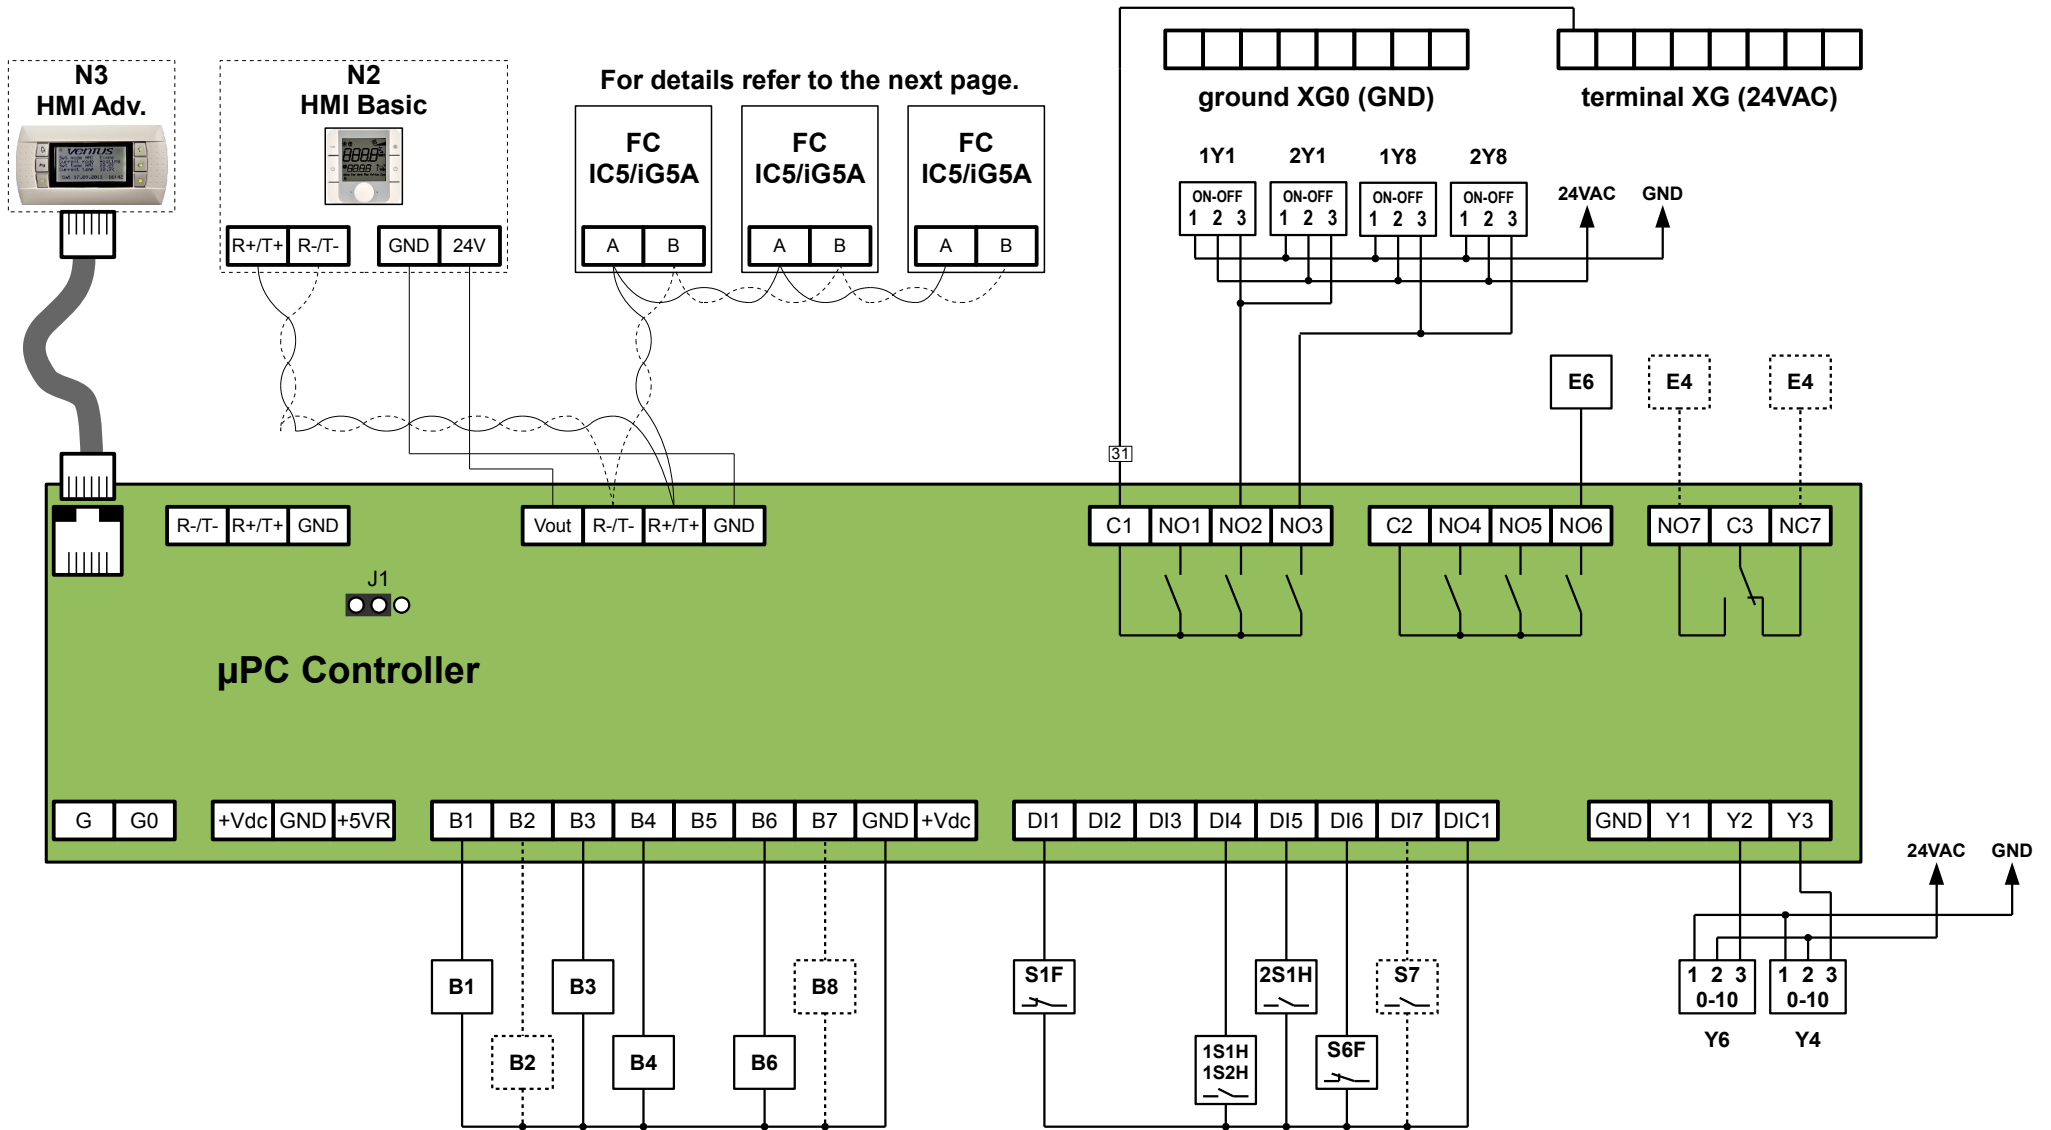 N3
HMI Adv.
VENTUS
N2
HMI Basic
R+/T+ R-/T- GND 24V
For details refer to the next page.
FC
IC5/iG5A
A B
FC
IC5/iG5A
A B
FC
IC5/iG5A
A B
ground XG0 (GND)
terminal XG (24VAC)
1Y1 2Y1 1Y8 2Y8
ON-OFF ON-OFF ON-OFF ON-OFF
1 2 3 1 2 3 1 2 3 1 2 3
24VAC GND
E6 E4 E4
31
R-/T- R+/T+ GND
Vout R-/T- R+/T+ GND
C1 NO1 NO2 NO3
C2 NO4 NO5 NO6
NO7 C3 NC7
J1
µPC Controller
G G0
+Vdc GND +5VR
B1 B2 B3 B4 B5 B6 B7 GND +Vdc
DI1 DI2 DI3 DI4 DI5 DI6 DI7 DIC1
GND Y1 Y2 Y3
24VAC GND
B1 B3 B8
B2 B4 B6
S1F 2S1H S7
1S1H
1S2H
S6F
1 2 3 1 2 3
0-10 0-10
Y6 Y4